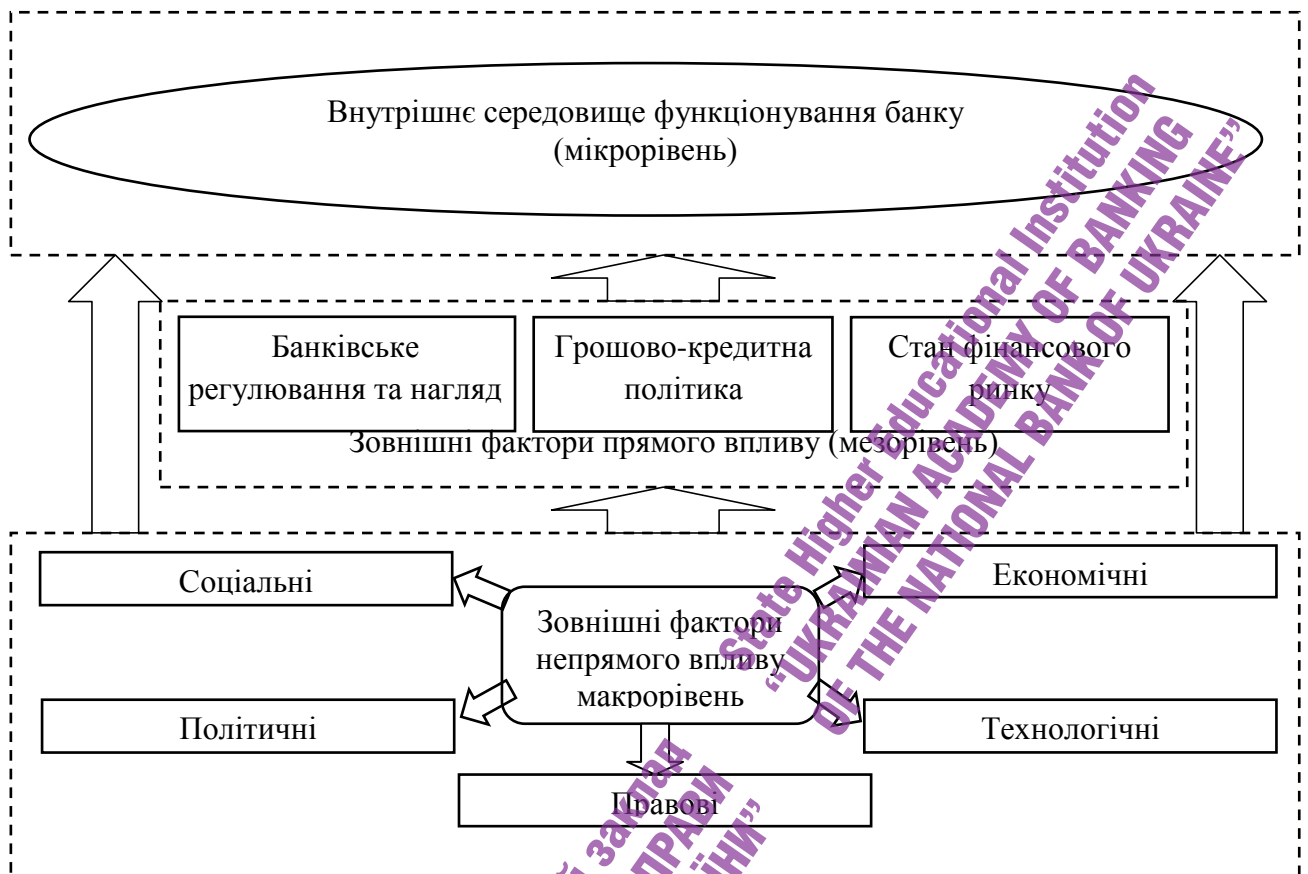 Внутрішнє середовище функціонування банку
(мікрорівень)
Банківське
регулювання та нагляд
Грошово-кредитна
політика
Стан фінансового
ринку
Зовнішні фактори прямого впливу (мезорівень)
Соціальні
Економічні
Зовнішні фактори
непрямого впливу
макрорівень
Політичні
Технологічні
Правові
State Higher Educational Institution
“UKRAINIAN ACADEMY OF BANKING
OF THE NATIONAL BANK OF UKRAINE”
заклад